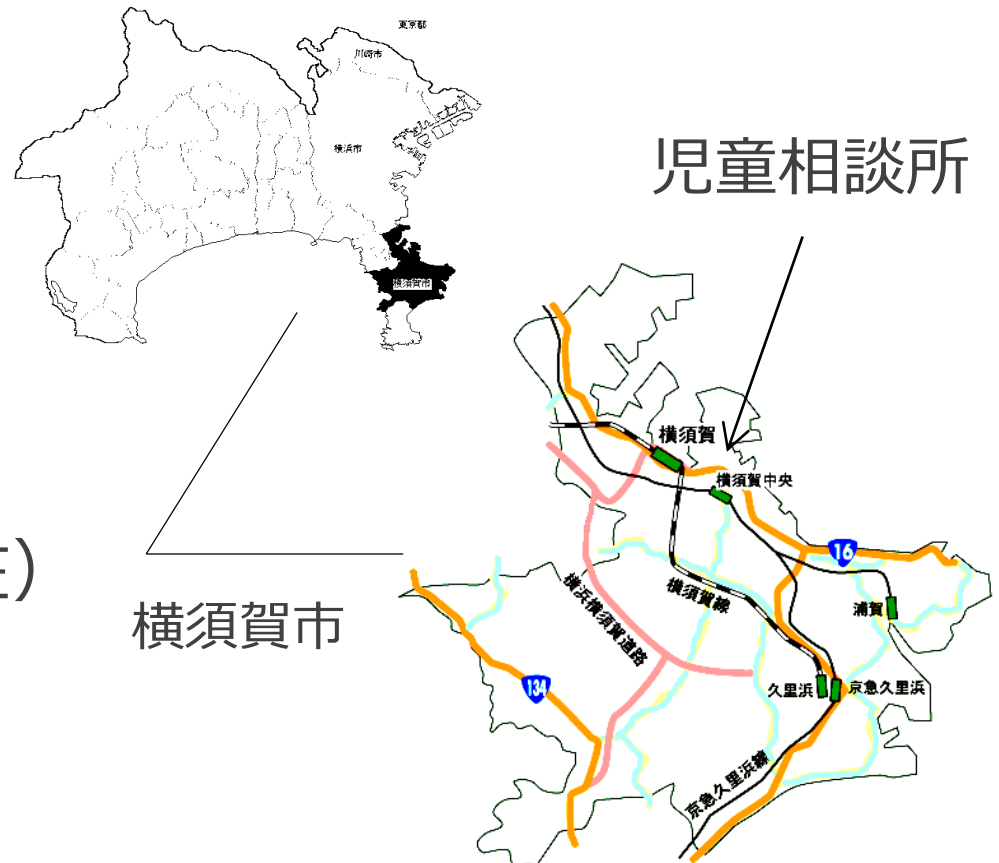 東京都
川崎市
横浜市
横須賀市
児童相談所
横須賀
横須賀中央
16
横須賀線
浦賀
横浜横須賀道路
134
久里浜
京急久里浜
京急久里浜線
横須賀市
)